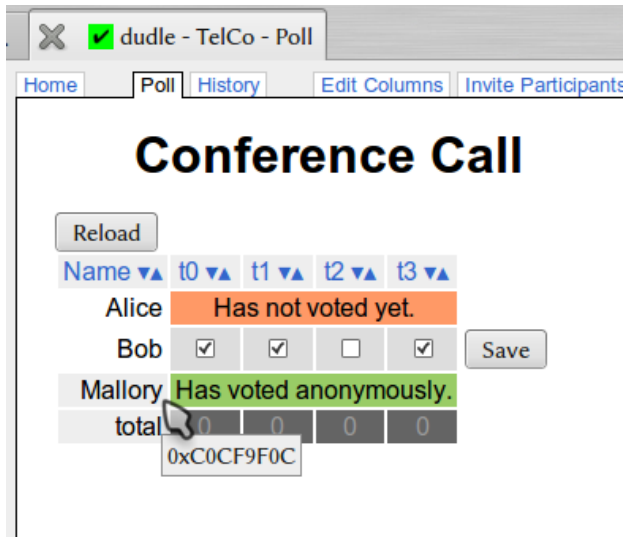 dudle - TelCo - Poll
Home Poll History Edit Columns Invite Participants
Conference Call
Reload
Name ▼▲ t0 ▼▲ t1 ▼▲ t2 ▼▲ t3 ▼▲
Alice Has not voted yet.
Bob Save
Mallory Has voted anonymously.
total 0 0 0 0
0xC0CF9F0C